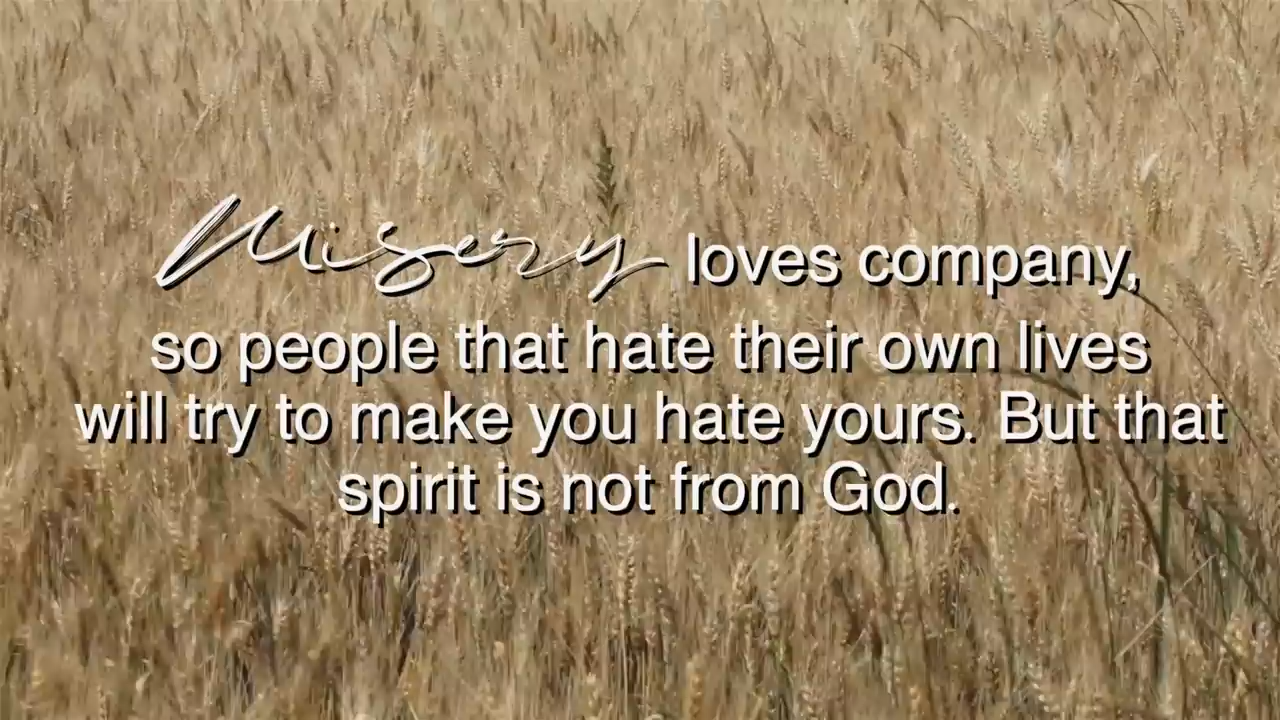 Misery loves company,
so people that hate their own lives
will try to make you hate yours. But that
spirit is not from God.